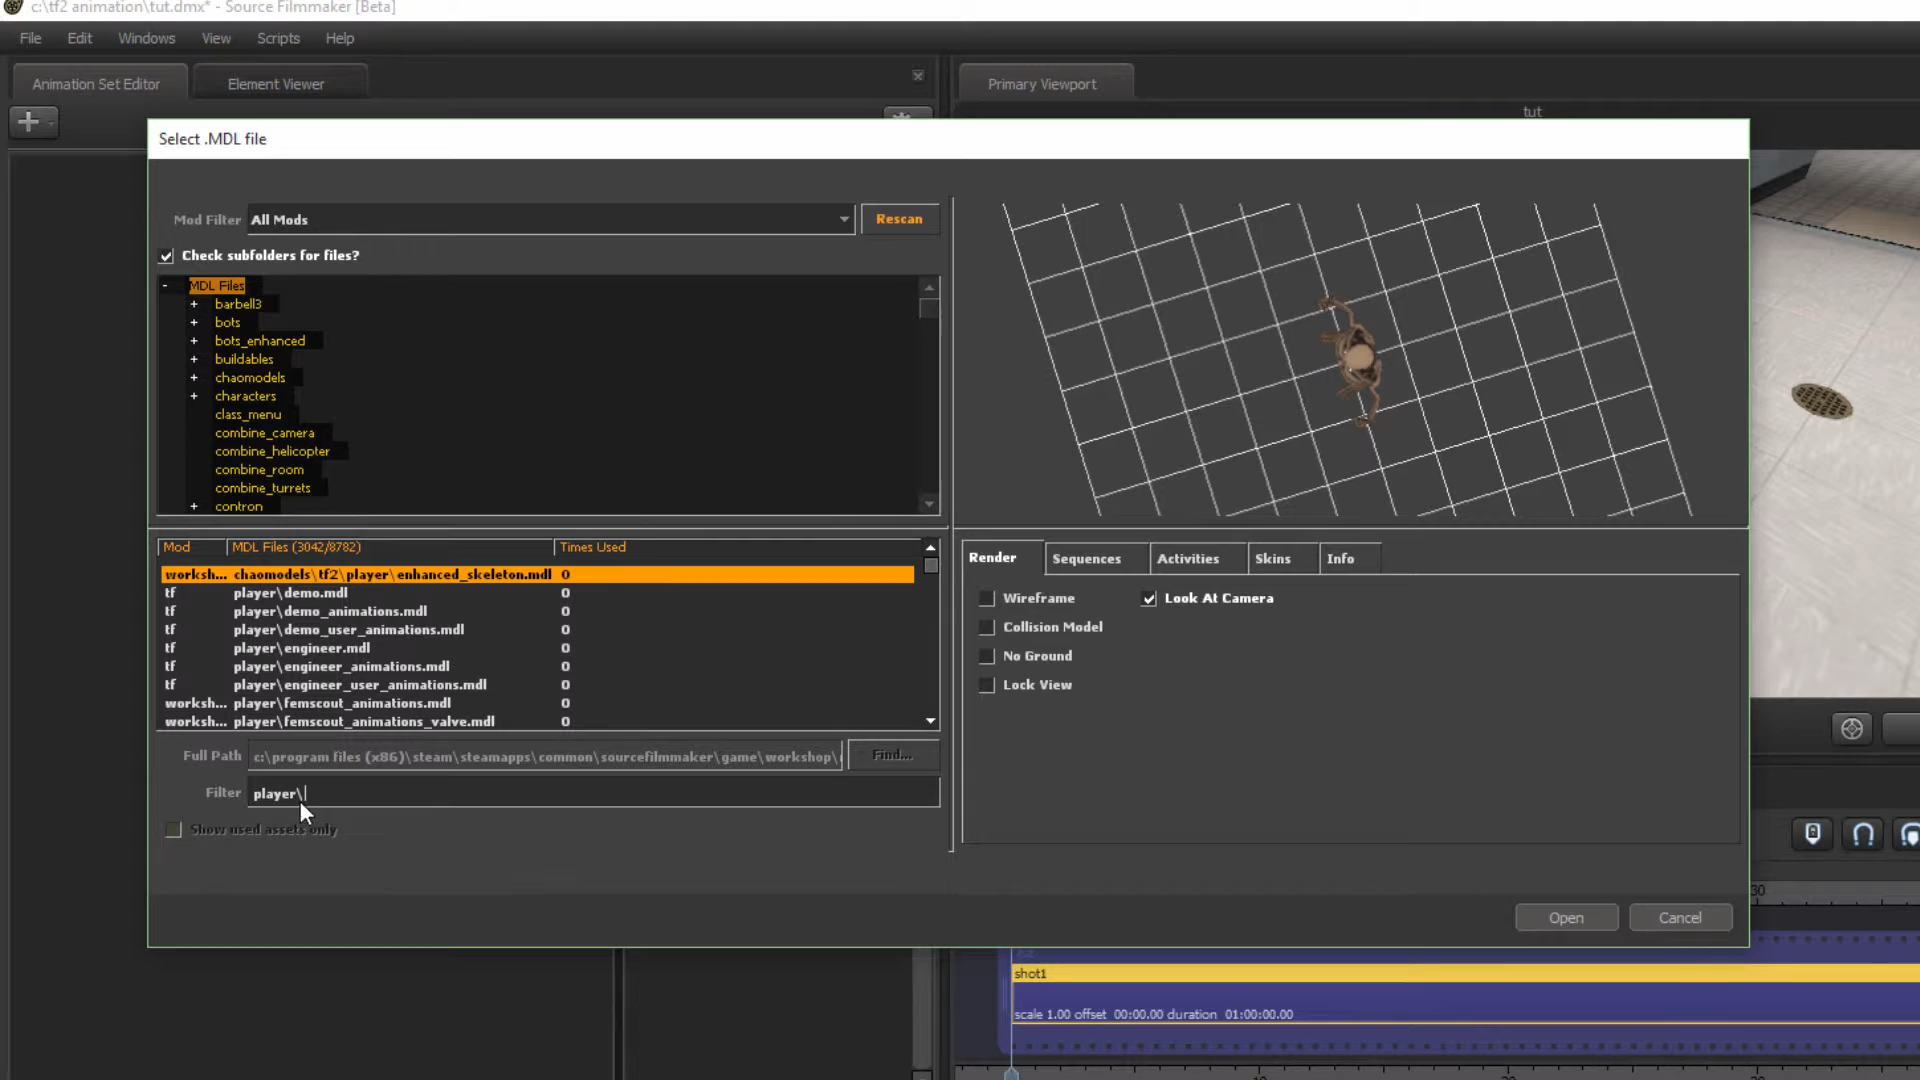 c:\tf2 animation\tut.dmx* - Source Filmmaker [Beta]
File Edit Windows View Scripts Help
Animation Set Editor Element Viewer Primary Viewport
tut
Select .MDL file
Mod Filter All Mods Rescan
Check subfolders for files?
MDL Files
barbell3
bots
bots_enhanced
buildables
chaomodels
characters
class_menu
combine_camera
combine_helicopter
combine_room
combine_turrets
contron
Mod MDL Files (3042/8782) Times Used
worksh... chaomodels\tf2\player\enhanced_skeleton.mdl 0
tf player\demo.mdl 0
tf player\demo_animations.mdl 0
tf player\demo_user_animations.mdl 0
tf player\engineer.mdl 0
tf player\engineer_animations.mdl 0
tf player\engineer_user_animations.mdl 0
worksh... player\femscout_animations.mdl 0
worksh... player\femscout_animations_valve.mdl 0
Full Path c:\program files (x86)\steam\steamapps\common\sourcefilmmaker\game\workshop\ Find...
Filter player\
Show used assets only
Render Sequences Activities Skins Info
Wireframe Look At Camera
Collision Model
No Ground
Lock View
Open Cancel
30
shot1
scale 1.00 offset 00:00.00 duration 01:00:00.00